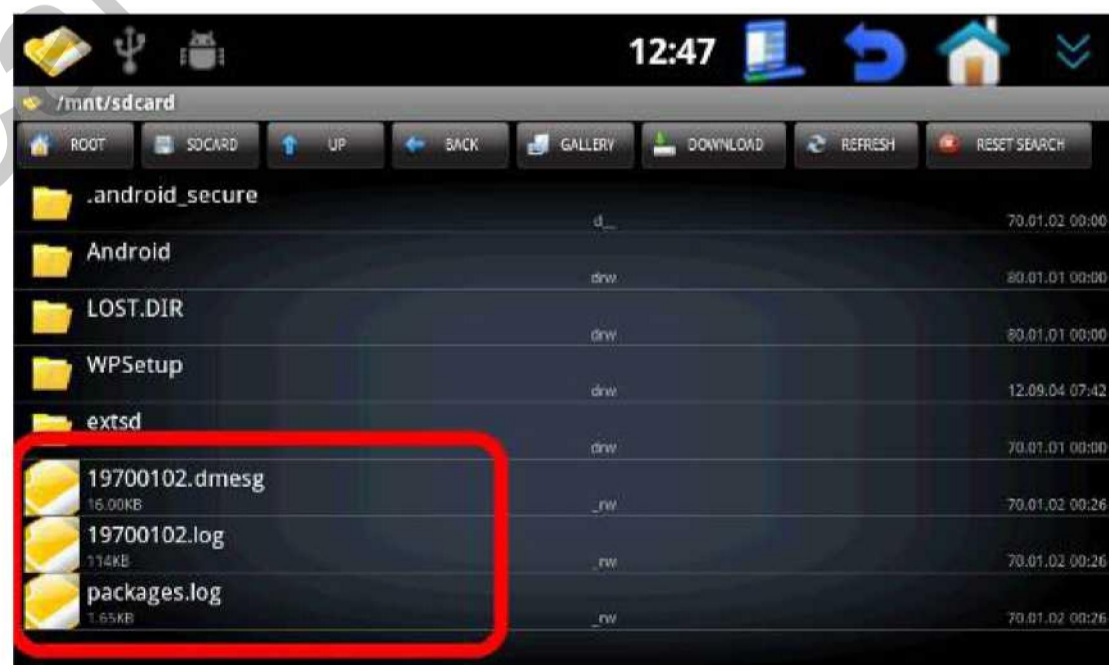 12:47
/mnt/sdcard
ROOT SDCARD UP BACK GALLERY DOWNLOAD REFRESH RESET SEARCH
.android_secure
d__ 70.01.02 00:00
Android
drw 80.01.01 00:00
LOST.DIR
drw 80.01.01 00:00
WPSetup
drw 12.09.04 07:42
extsd
drw 70.01.01 00:00
19700102.dmesg
16.00KB _rw 70.01.02 00:26
19700102.log
114KB _rw 70.01.02 00:26
packages.log
1.65KB _rw 70.01.02 00:26